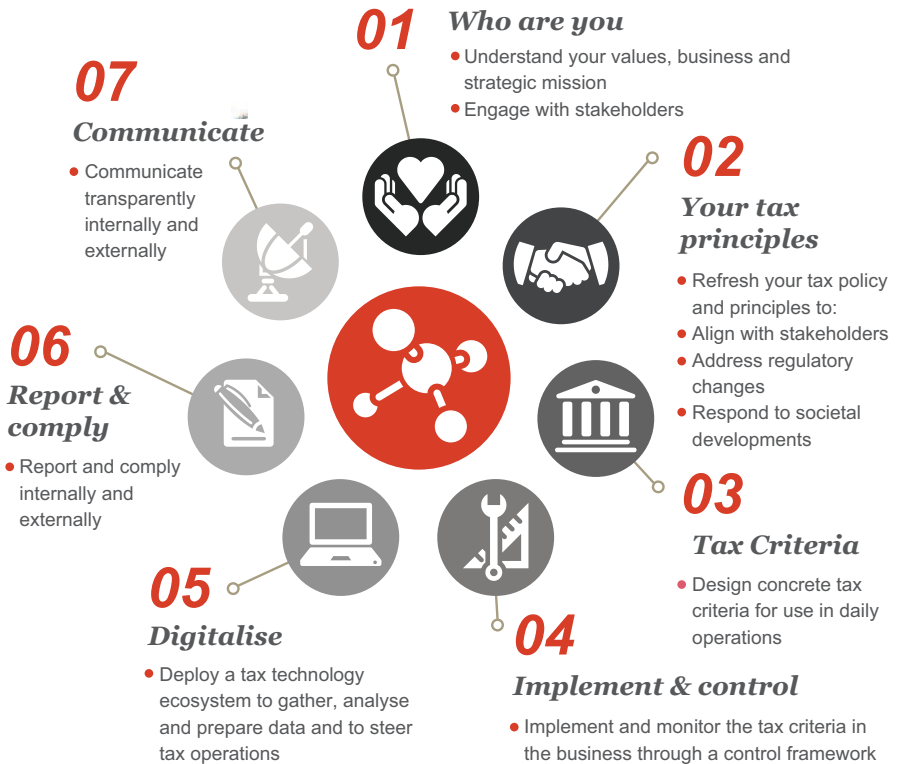 01
Who are you
• Understand your values, business and
strategic mission
• Engage with stakeholders
02
Your tax
principles
• Refresh your tax policy
and principles to:
• Align with stakeholders
• Address regulatory
changes
• Respond to societal
developments
03
Tax Criteria
• Design concrete tax
criteria for use in daily
operations
04
Implement & control
• Implement and monitor the tax criteria in
the business through a control framework
05
Digitalise
• Deploy a tax technology
ecosystem to gather, analyse
and prepare data and to steer
tax operations
06
Report &
comply
• Report and comply
internally and
externally
07
Communicate
• Communicate
transparently
internally and
externally